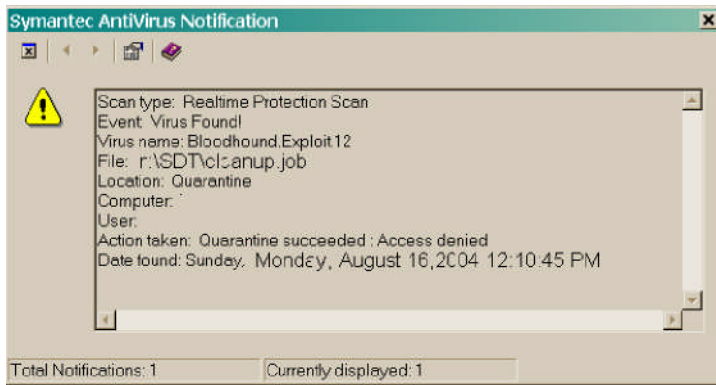 Symantec AntiVirus Notification
Scan type: Realtime Protection Scan
Event: Virus Found!
Virus name: Bloodhound.Exploit.12
File: r:\SDT\cleanup.job
Location: Quarantine
Computer:
User:
Action taken: Quarantine succeeded : Access denied
Date found: Sunday, Monday, August 16,2004 12:10:45 PM
Total Notifications: 1
Currently displayed: 1